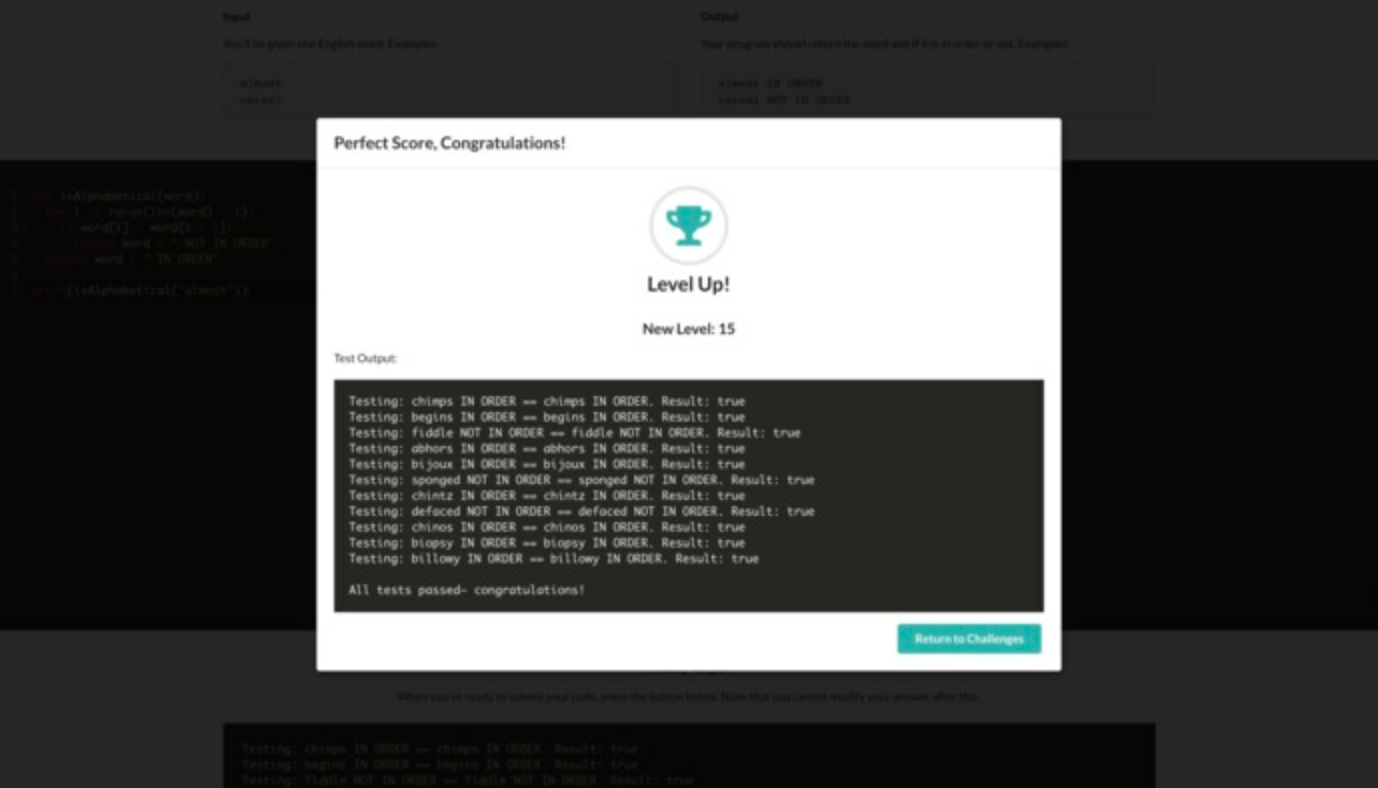 Input
Output
You'll be given one English word. Examples:
Your program should return the word and if it is in order or not. Examples:
almost
cereal
almost IN ORDER
cereal NOT IN ORDER
Perfect Score, Congratulations!
Level Up!
New Level: 15
Test Output:
Testing: chimps IN ORDER == chimps IN ORDER. Result: true
Testing: begins IN ORDER == begins IN ORDER. Result: true
Testing: fiddle NOT IN ORDER == fiddle NOT IN ORDER. Result: true
Testing: abhors IN ORDER == abhors IN ORDER. Result: true
Testing: bijoux IN ORDER == bijoux IN ORDER. Result: true
Testing: sponged NOT IN ORDER == sponged NOT IN ORDER. Result: true
Testing: chintz IN ORDER == chintz IN ORDER. Result: true
Testing: defaced NOT IN ORDER == defaced NOT IN ORDER. Result: true
Testing: chinos IN ORDER == chinos IN ORDER. Result: true
Testing: biopsy IN ORDER == biopsy IN ORDER. Result: true
Testing: billowy IN ORDER == billowy IN ORDER. Result: true
All tests passed- congratulations!
Return to Challenges
isAlphabetical(word):
for i in range(len(word)
if word[i] word[i
return word " NOT IN ORDER"
return word " IN ORDER"
(isAlphabetical("almost"))
When you're ready to submit your code, press the button below. Note that you cannot modify your answer after this.
Testing: chimps IN ORDER == chimps IN ORDER. Result: true
Testing: begins IN ORDER == begins IN ORDER. Result: true
Testing: fiddle NOT IN ORDER == fiddle NOT IN ORDER. Result: true